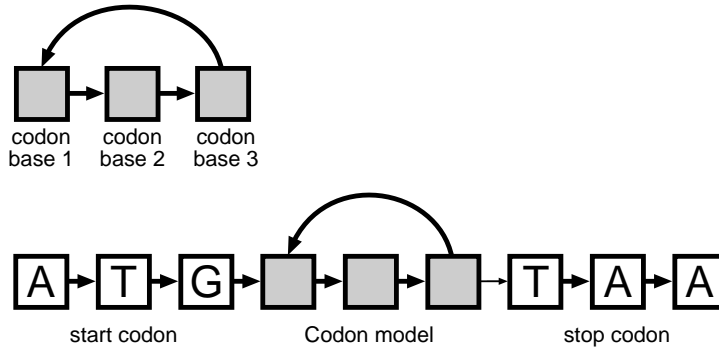 codon codon codon
base 1 base 2 base 3
A T G T A A
start codon Codon model stop codon